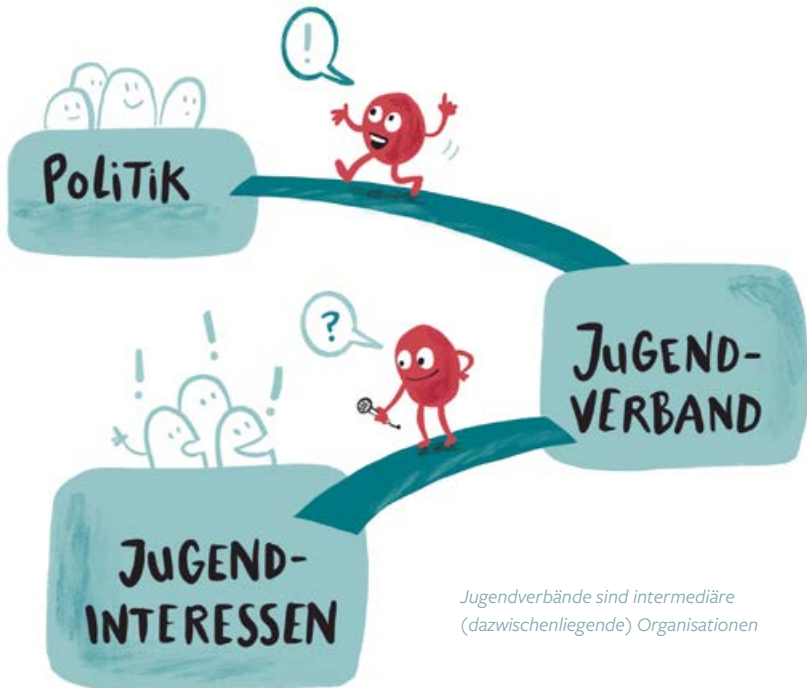 !
POLITIK
?
! ! !
JUGEND-
VERBAND
JUGEND-
INTERESSEN
Jugendverbände sind intermediäre
(dazwischenliegende) Organisationen